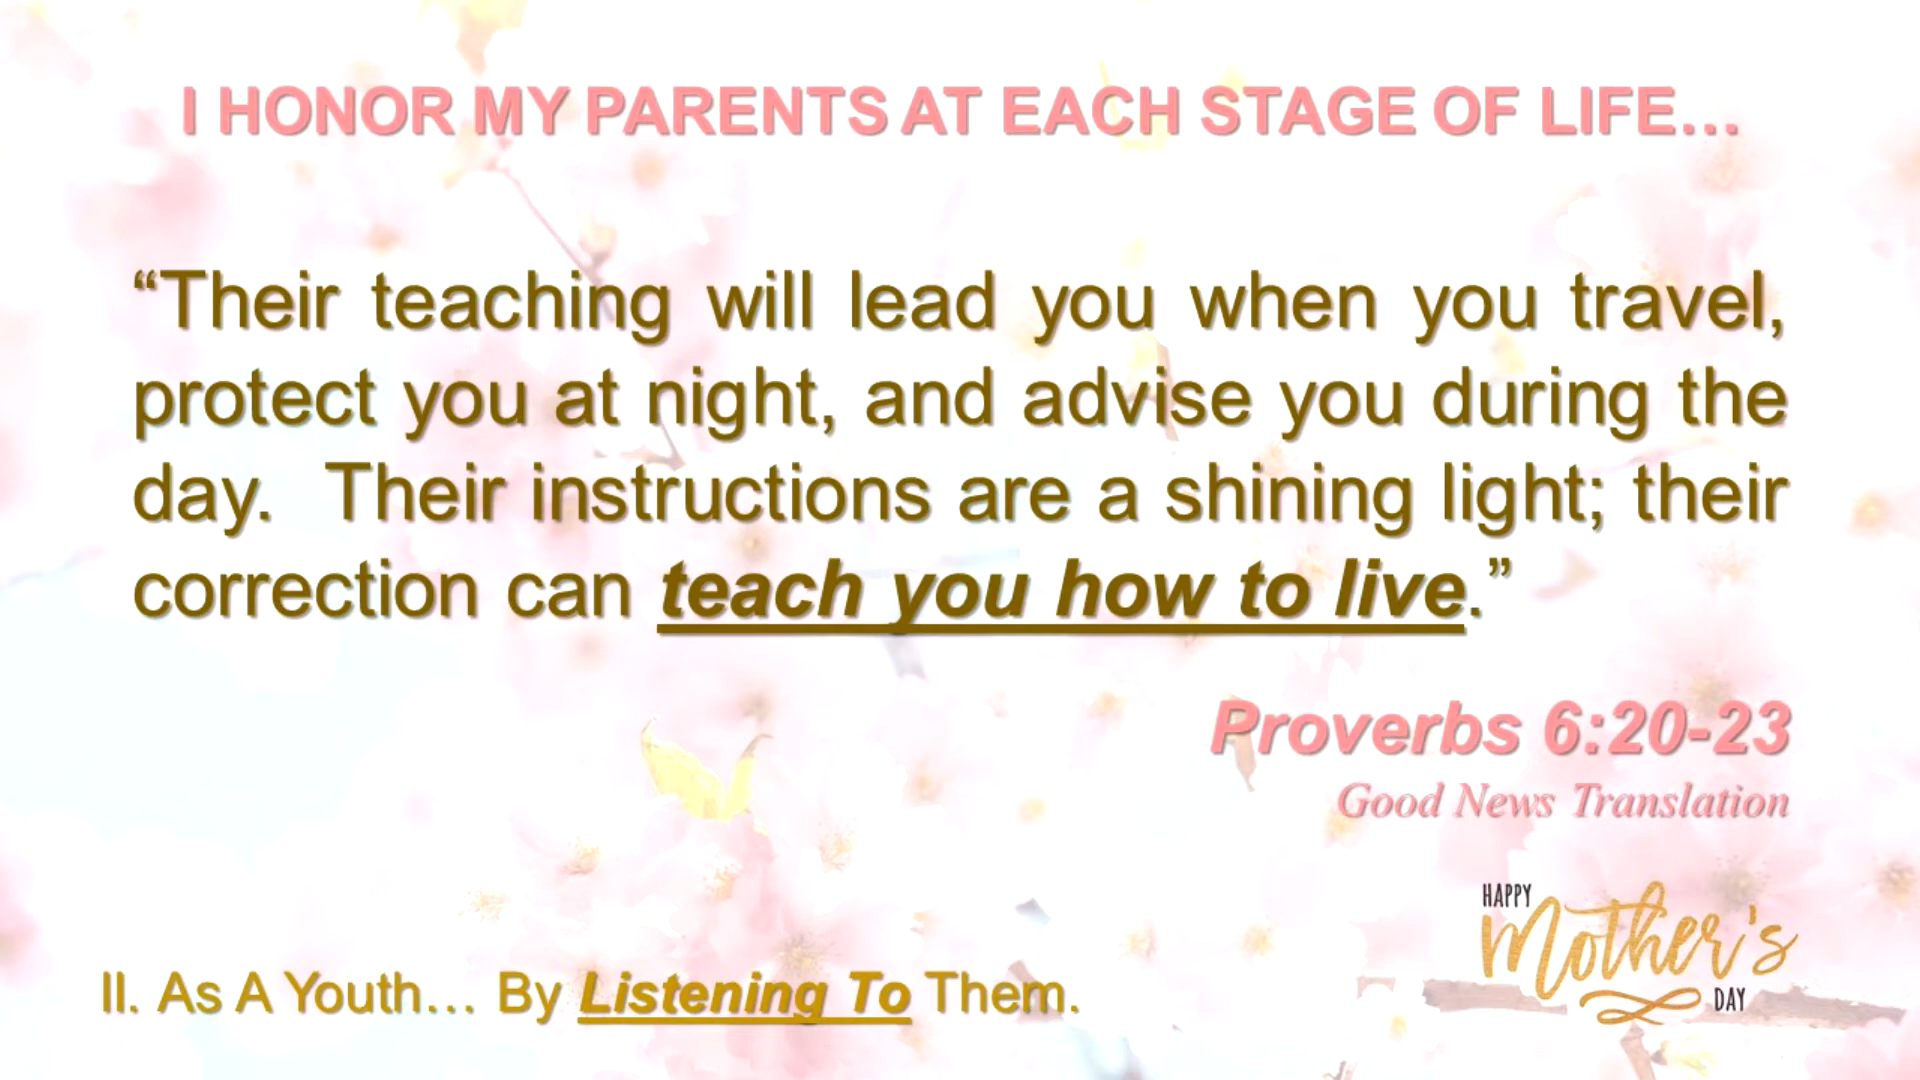 I HONOR MY PARENTS AT EACH STAGE OF LIFE…
“Their teaching will lead you when you travel,
protect you at night, and advise you during the
day.  Their instructions are a shining light; their
correction can teach you how to live.”
Proverbs 6:20-23
Good News Translation
HAPPY
Mother's
DAY
II. As A Youth… By Listening To Them.